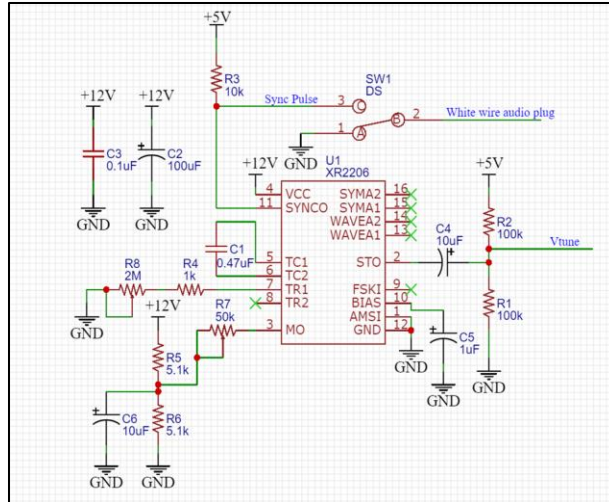 +5V
R3
10k
Sync Pulse
3
C
SW1
DS
1
A
B
2
White wire audio plug
GND
+12V
+12V
C3
0.1uF
C2
100uF
GND
GND
+12V
U1
XR2206
4
VCC
11
SYNCO
5
TC1
6
TC2
7
TR1
8
TR2
3
MO
SYMA2
16
SYMA1
15
WAVEA2
14
WAVEA1
13
STO
2
FSKI
9
BIAS
10
AMSI
1
GND
12
C1
0.47uF
R8
2M
R4
1k
GND
+12V
R7
50k
R5
5.1k
C6
10uF
R6
5.1k
GND
GND
+5V
C4
10uF
R2
100k
Vtune
R1
100k
C5
1uF
GND
GND
GND